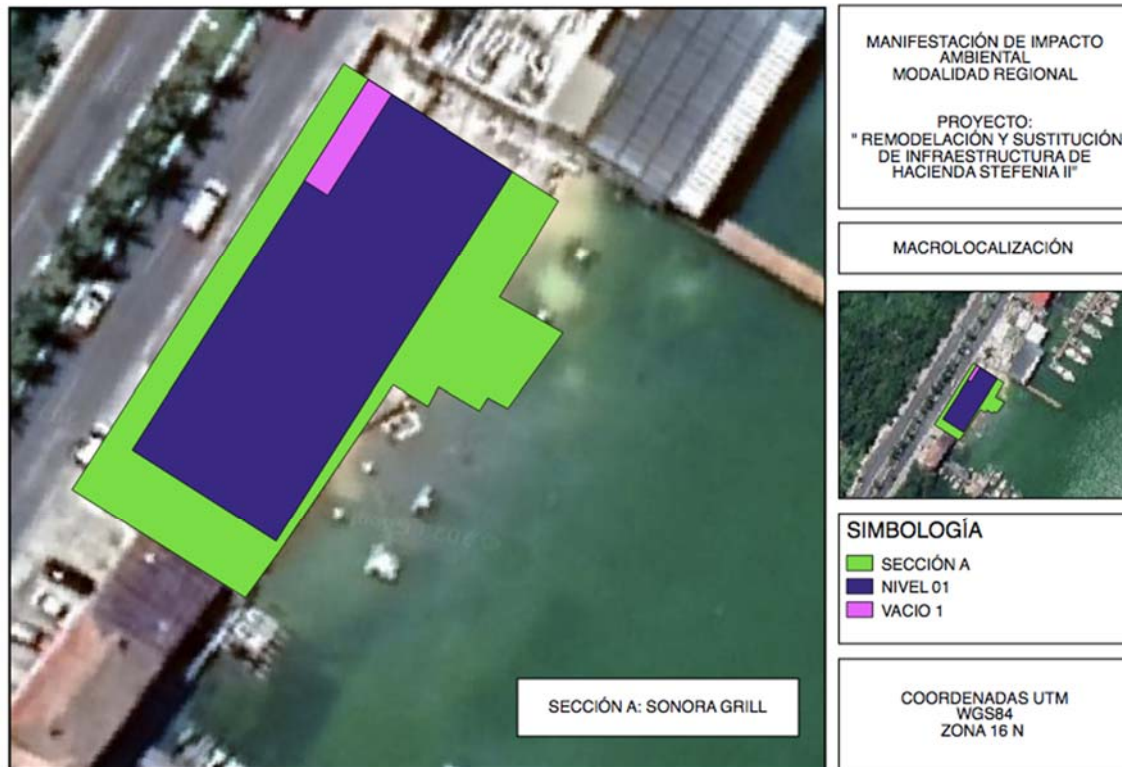 MANIFESTACIÓN DE IMPACTO
AMBIENTAL
MODALIDAD REGIONAL
PROYECTO:
" REMODELACIÓN Y SUSTITUCIÓN
DE INFRAESTRUCTURA DE
HACIENDA STEFENIA II"
MACROLOCALIZACIÓN
SIMBOLOGÍA
SECCIÓN A
NIVEL 01
VACIO 1
SECCIÓN A: SONORA GRILL
COORDENADAS UTM
WGS84
ZONA 16 N